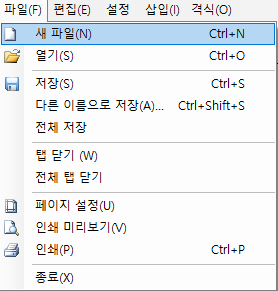 파일(F) 편집(E) 설정 삽입(I) 격식(O)
새 파일(N) Ctrl+N
열기(S) Ctrl+O
저장(S) Ctrl+S
다른 이름으로 저장(A)... Ctrl+Shift+S
전체 저장
탭 닫기 (W)
전체 탭 닫기
페이지 설정(U)
인쇄 미리보기(V)
인쇄(P) Ctrl+P
종료(X)